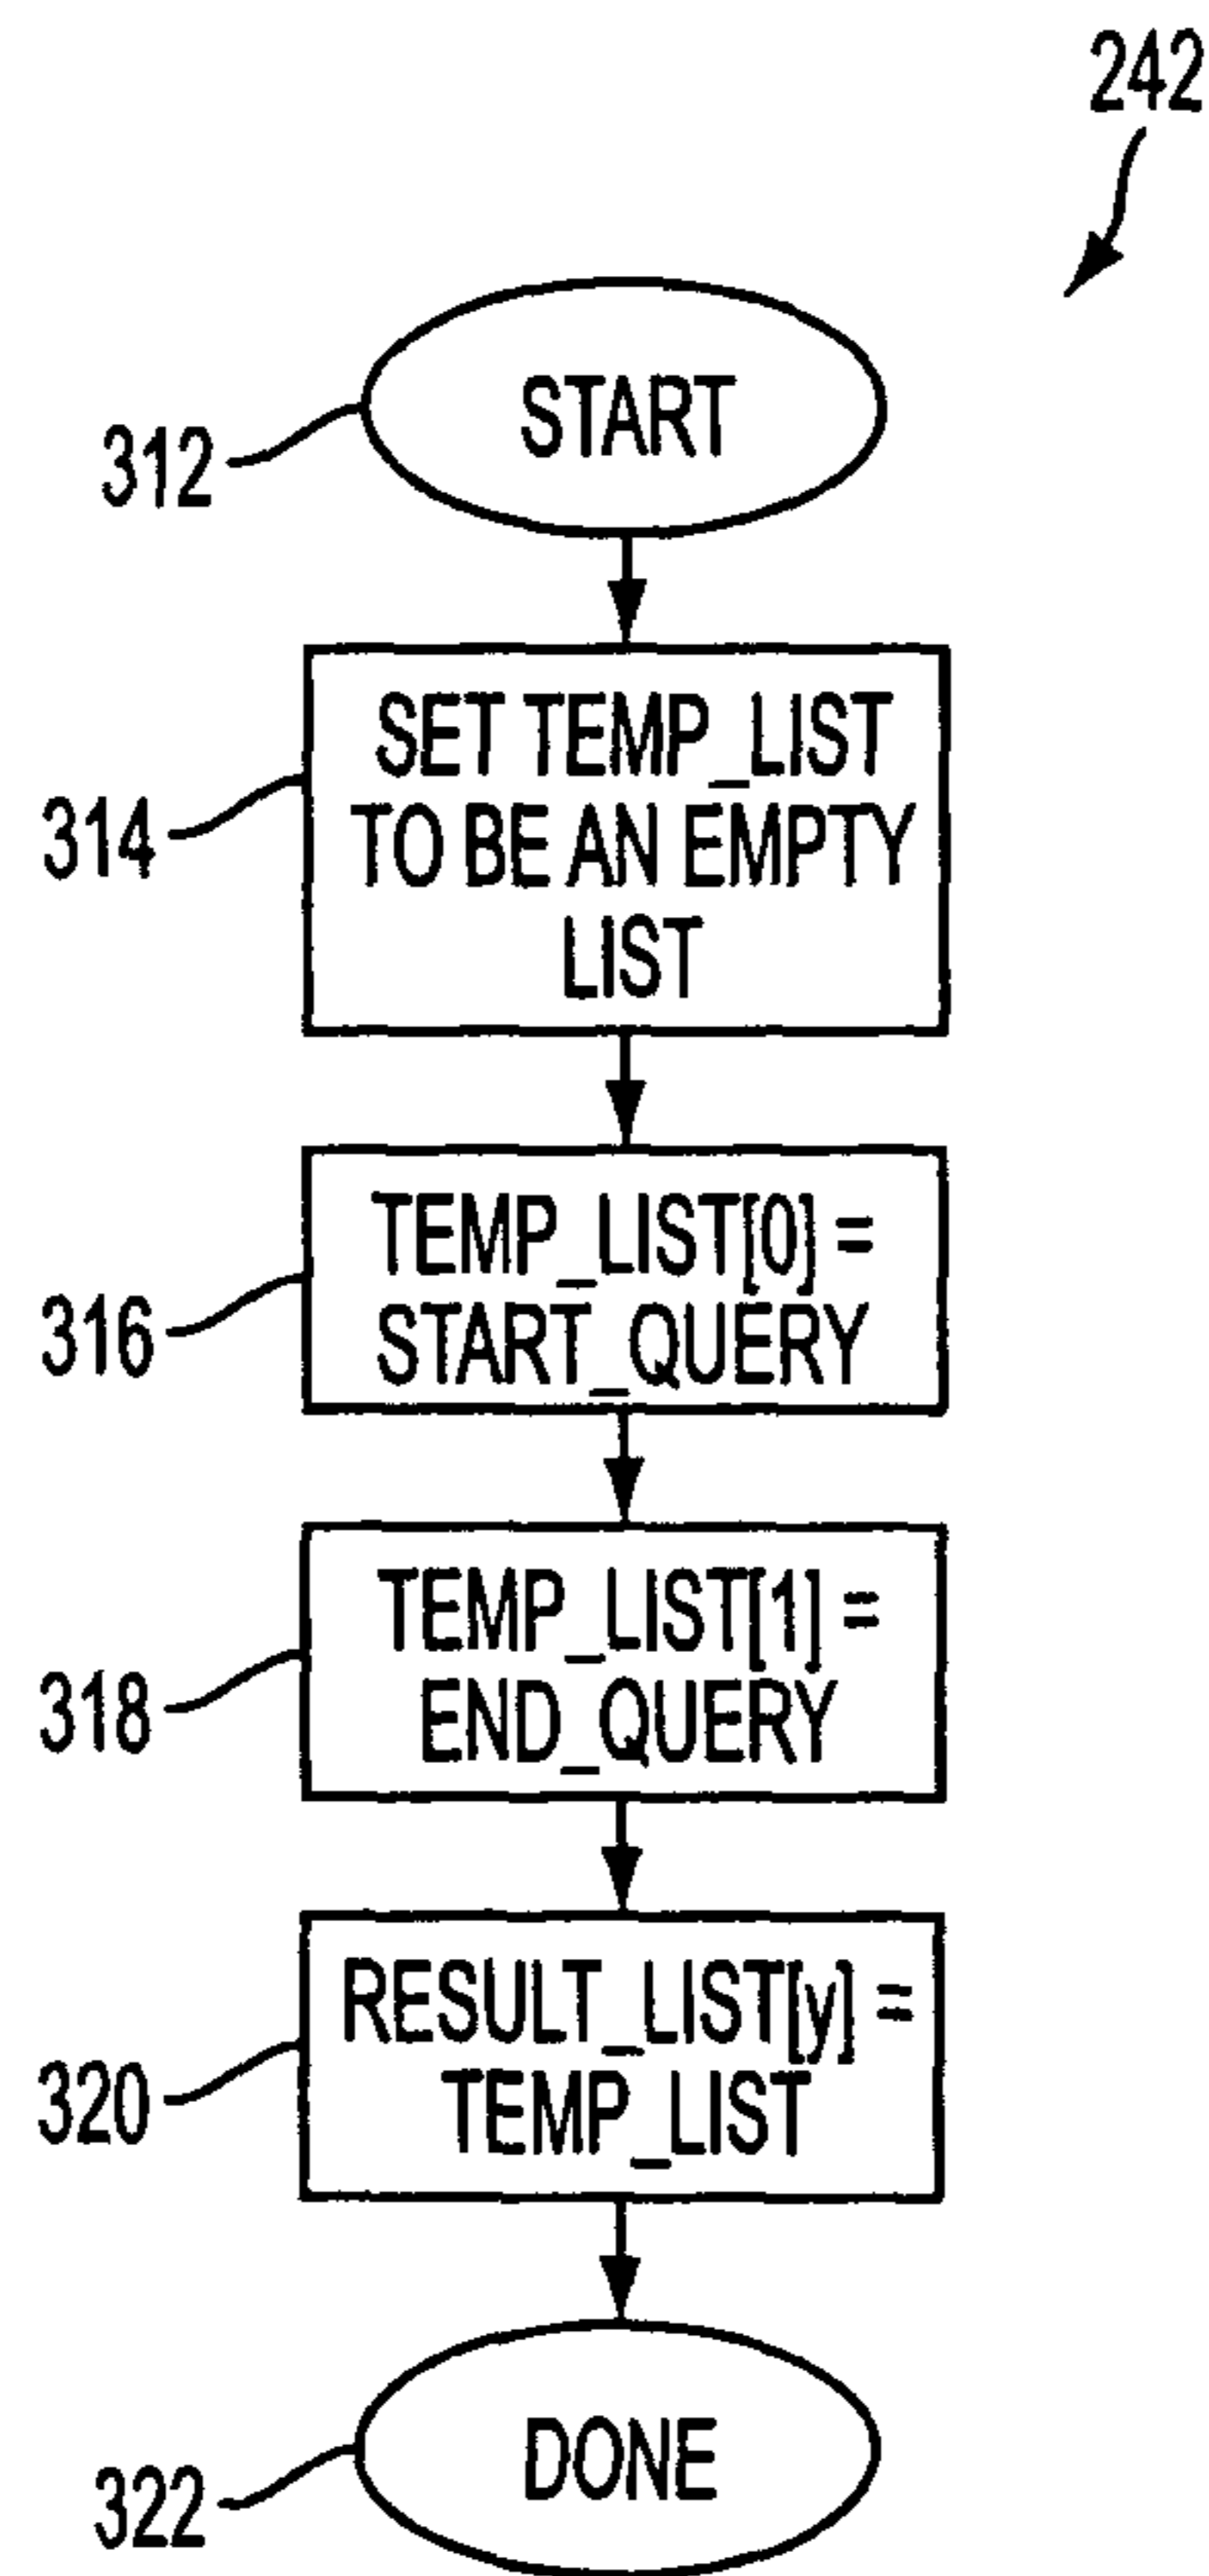 242
START
312
SET TEMP_LIST
TO BE AN EMPTY
LIST
314
TEMP_LIST[0] =
START_QUERY
316
TEMP_LIST[1] =
END_QUERY
318
RESULT_LIST[y] =
TEMP_LIST
320
DONE
322